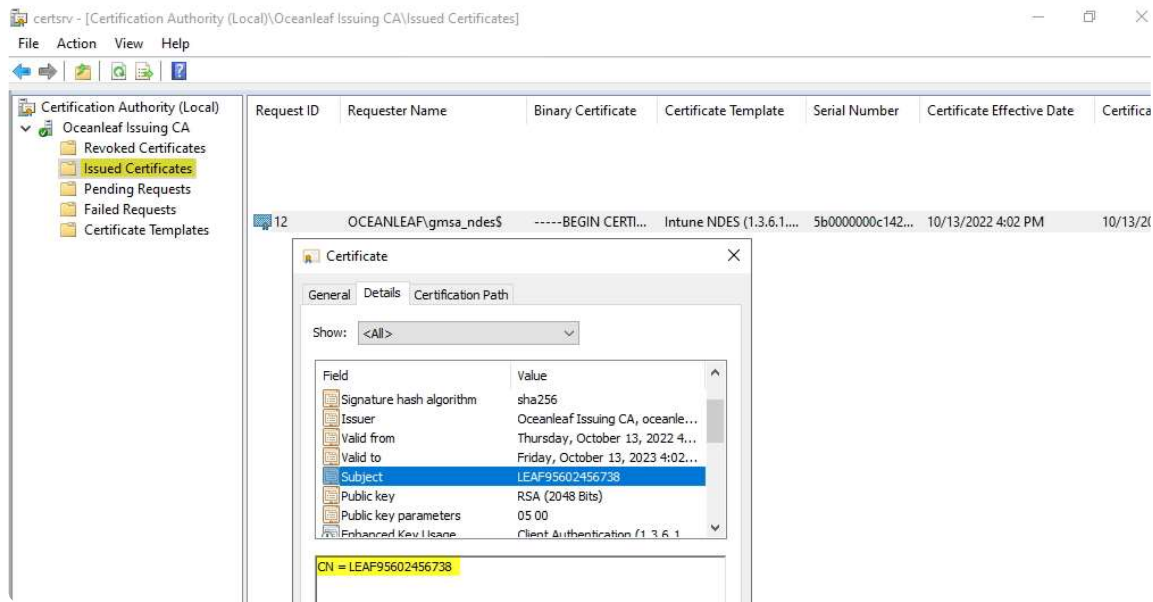 certsrv - [Certification Authority (Local)\Oceanleaf Issuing CA\Issued Certificates]
File Action View Help
Certification Authority (Local)
Oceanleaf Issuing CA
Revoked Certificates
Issued Certificates
Pending Requests
Failed Requests
Certificate Templates
Request ID Requester Name Binary Certificate Certificate Template Serial Number Certificate Effective Date Certifica
12 OCEANLEAF\gmsa_ndes$ -----BEGIN CERTI... Intune NDES (1.3.6.1.... 5b0000000c142... 10/13/2022 4:02 PM 10/13/20
Certificate
General Details Certification Path
Show: <All>
Field Value
Signature hash algorithm sha256
Issuer Oceanleaf Issuing CA, oceanle...
Valid from Thursday, October 13, 2022 4...
Valid to Friday, October 13, 2023 4:02...
Subject LEAF95602456738
Public key RSA (2048 Bits)
Public key parameters 05 00
Enhanced Key Usage Client Authentication (1.3.6.1
CN = LEAF95602456738